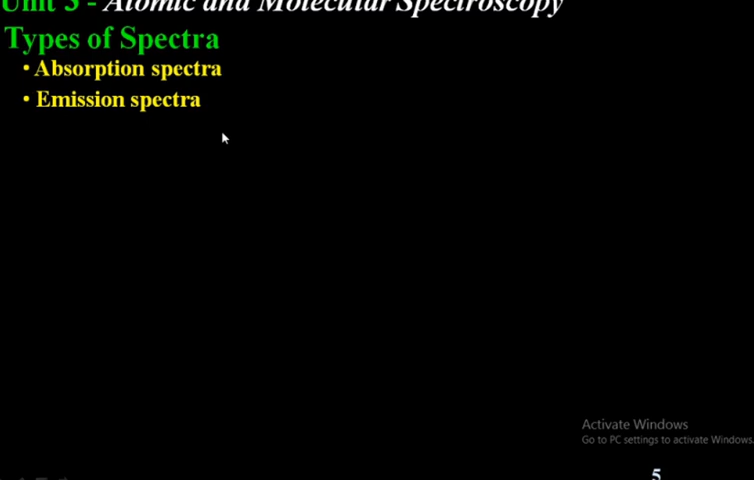 Unit 5 - Atomic and Molecular Spectroscopy
Types of Spectra
• Absorption spectra
• Emission spectra
Activate Windows
Go to PC settings to activate Windows.
5